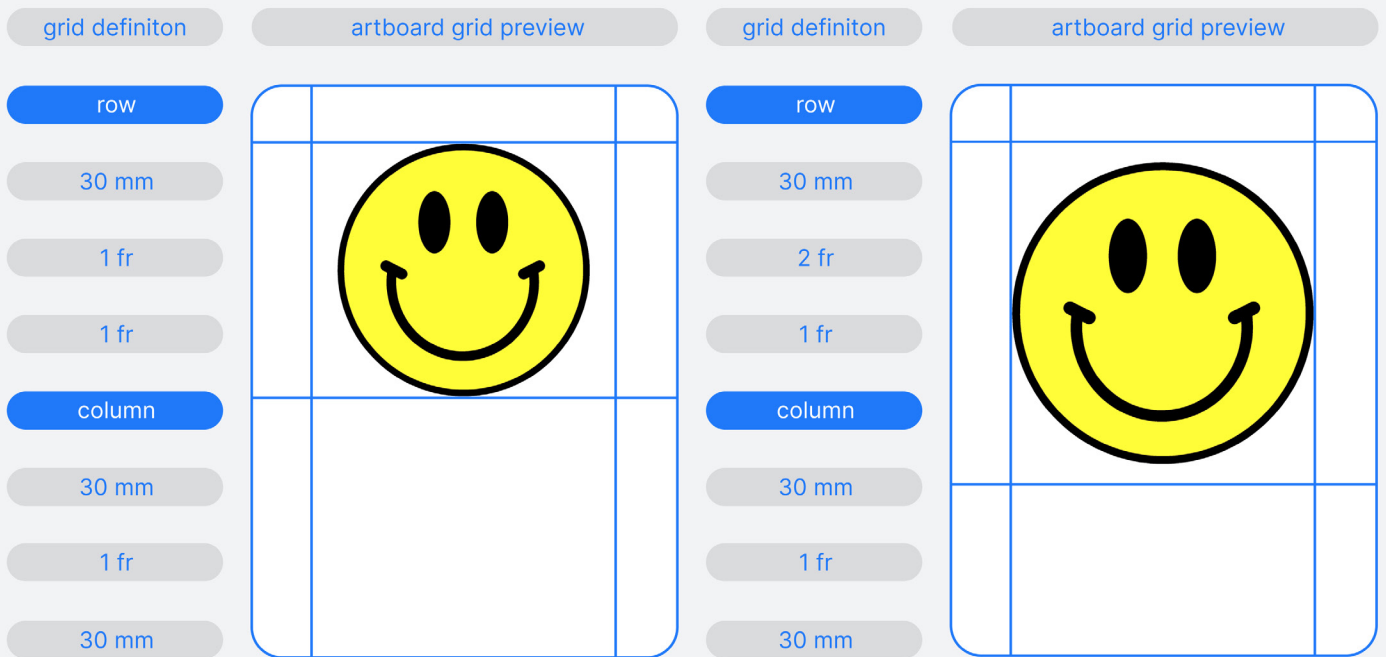 grid definiton
artboard grid preview
row
30 mm
1 fr
1 fr
column
30 mm
1 fr
30 mm
grid definiton
artboard grid preview
row
30 mm
2 fr
1 fr
column
30 mm
1 fr
30 mm